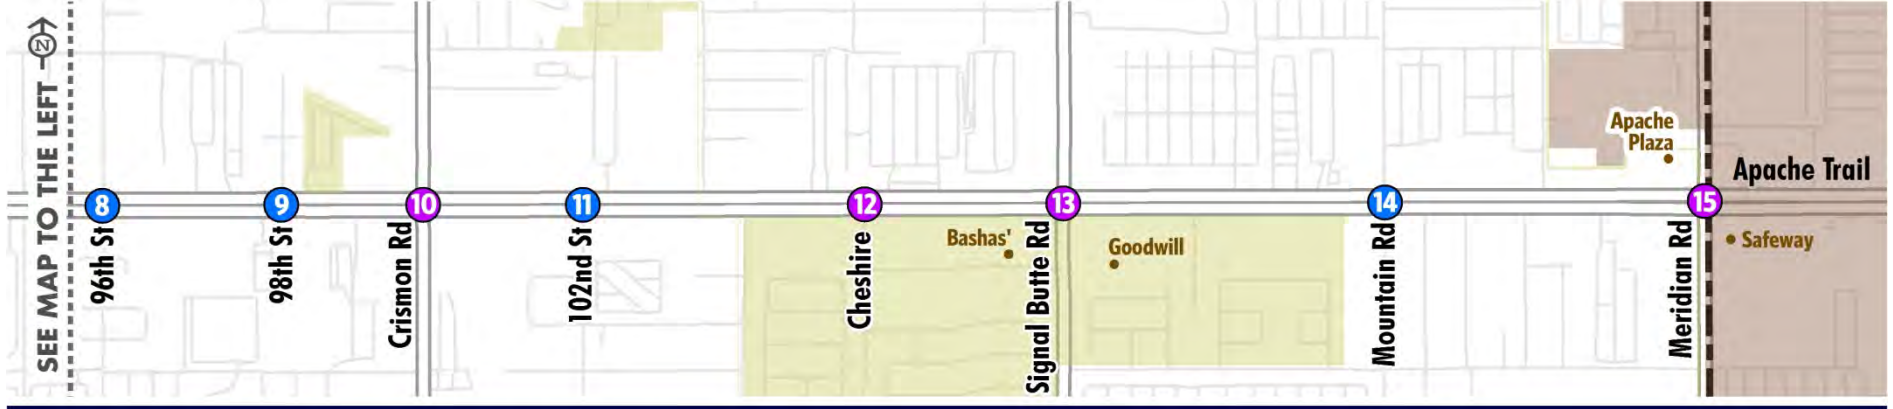 N
SEE MAP TO THE LEFT
Apache
Plaza
Apache Trail
8
9
10
11
12
13
14
15
96th St
98th St
Crismon Rd
102nd St
Cheshire
Bashas'
Signal Butte Rd
Goodwill
Mountain Rd
Meridian Rd
Safeway